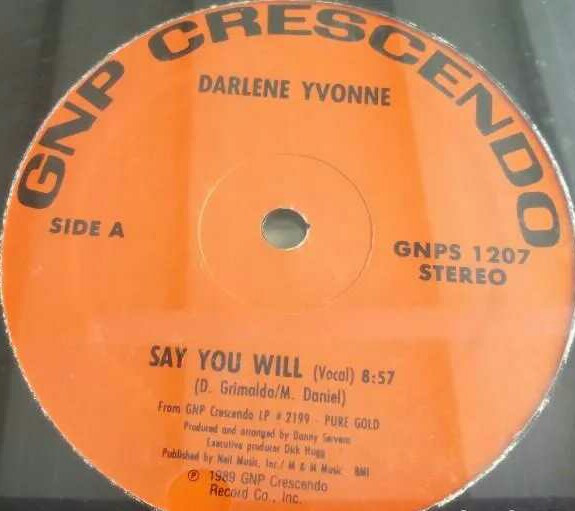 GNP CRESCENDO
DARLENE YVONNE
SIDE A
GNPS 1207
STEREO
SAY YOU WILL (Vocal) 8:57
(D. Grimaldo/M. Daniel)
From GNP Crescendo LP # 2199 - PURE GOLD
Produced and arranged by Danny
Executive producer Dick Hugg
Published by Neil Music, Inc./ M & M Music BMI
℗ 1989 GNP Crescendo
Record Co., Inc.